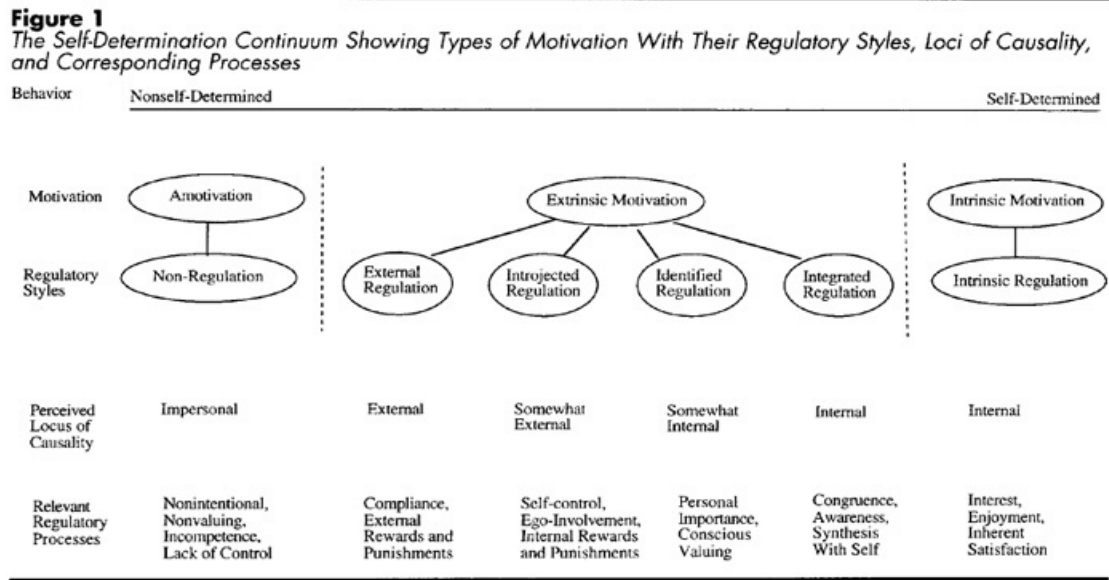 Figure 1
The Self-Determination Continuum Showing Types of Motivation With Their Regulatory Styles, Loci of Causality,
and Corresponding Processes
Behavior
Nonself-Determined
Self-Determined
Motivation
Amotivation
Extrinsic Motivation
Intrinsic Motivation
Regulatory
Styles
Non-Regulation
External
Regulation
Introjected
Regulation
Identified
Regulation
Integrated
Regulation
Intrinsic Regulation
Perceived
Locus of
Causality
Impersonal
External
Somewhat
External
Somewhat
Internal
Internal
Internal
Relevant
Regulatory
Processes
Nonintentional,
Nonvaluing,
Incompetence,
Lack of Control
Compliance,
External
Rewards and
Punishments
Self-control,
Ego-Involvement,
Internal Rewards
and Punishments
Personal
Importance,
Conscious
Valuing
Congruence,
Awareness,
Synthesis
With Self
Interest,
Enjoyment,
Inherent
Satisfaction